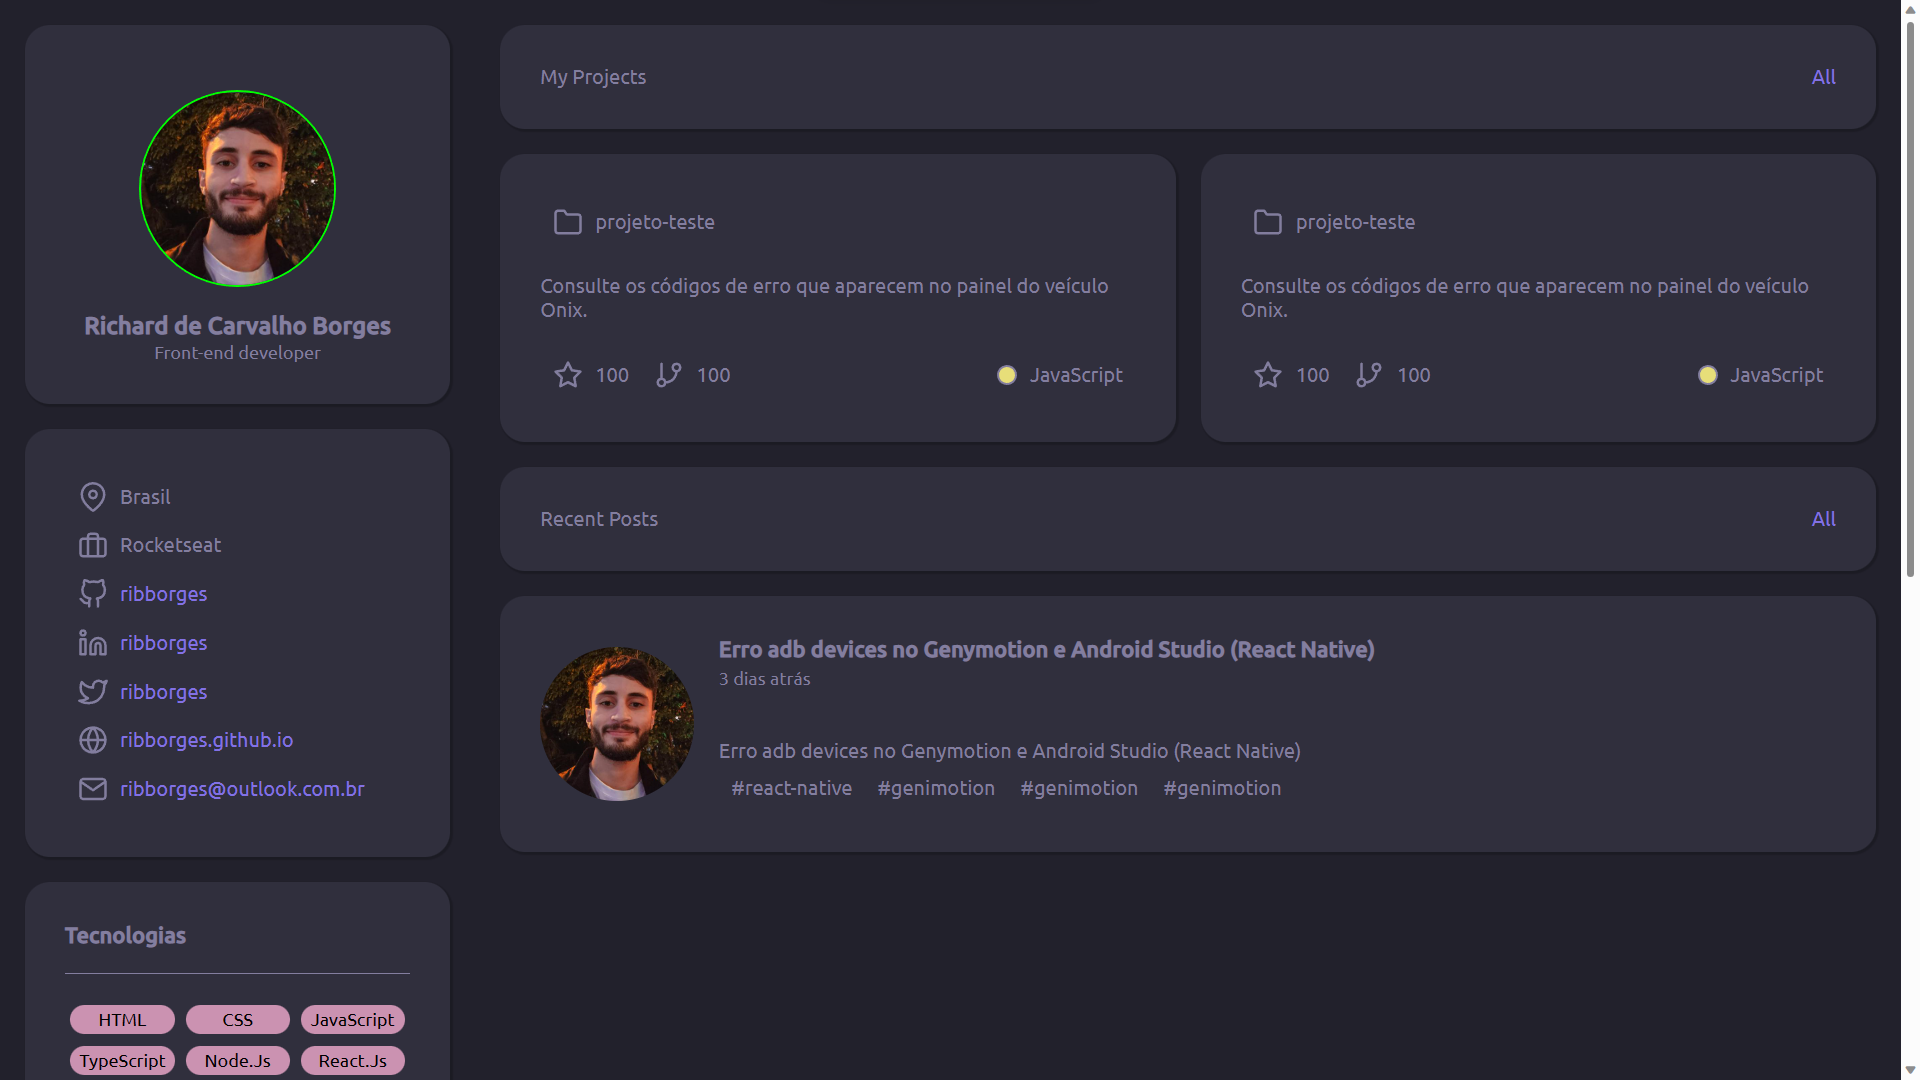 Richard de Carvalho Borges
Front-end developer
Brasil
Rocketseat
ribborges
ribborges
ribborges
ribborges.github.io
ribborges@outlook.com.br
Tecnologias
HTML CSS JavaScript
TypeScript Node.Js React.Js
My Projects All
projeto-teste
Consulte os códigos de erro que aparecem no painel do veículo
Onix.
100 100 JavaScript
projeto-teste
Consulte os códigos de erro que aparecem no painel do veículo
Onix.
100 100 JavaScript
Recent Posts All
Erro adb devices no Genymotion e Android Studio (React Native)
3 dias atrás
Erro adb devices no Genymotion e Android Studio (React Native)
#react-native #genimotion #genimotion #genimotion